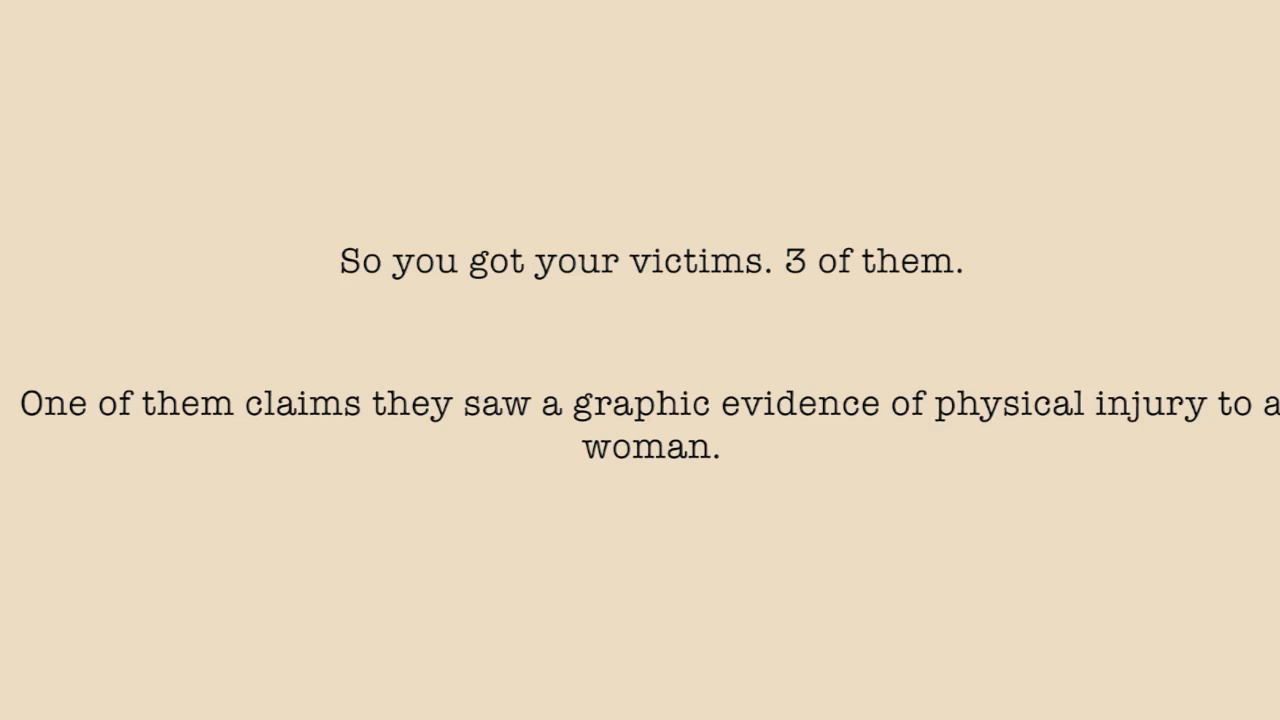 So you got your victims. 3 of them.
One of them claims they saw a graphic evidence of physical injury to a
woman.